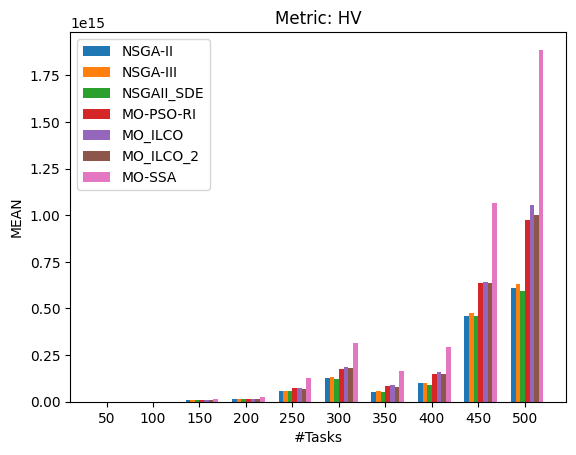 Metric: HV
1e15
NSGA-II
NSGA-III
NSGAII_SDE
MO-PSO-RI
MO_ILCO
MO_ILCO_2
MO-SSA
MEAN
1.75
1.50
1.25
1.00
0.75
0.50
0.25
0.00
50 100 150 200 250 300 350 400 450 500
#Tasks